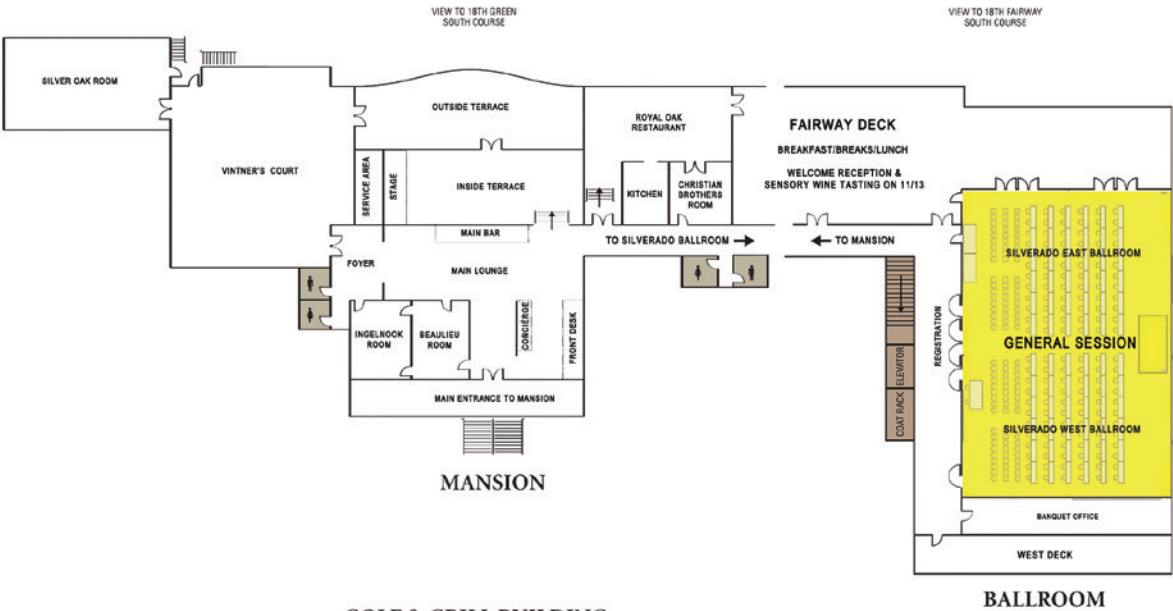 VIEW TO 18TH GREEN
SOUTH COURSE
VIEW TO 18TH FAIRWAY
SOUTH COURSE
SILVER OAK ROOM
VINTNER'S COURT
OUTSIDE TERRACE
SERVICE AREA
STAGE
INSIDE TERRACE
ROYAL OAK
RESTAURANT
KITCHEN
CHRISTIAN
BROTHERS
ROOM
FAIRWAY DECK
BREAKFAST/BREAKS/LUNCH
WELCOME RECEPTION &
SENSORY WINE TASTING ON 11/13
MAIN BAR
TO SILVERADO BALLROOM
TO MANSION
FOYER
MAIN LOUNGE
INGELNOCK
ROOM
BEAULIEU
ROOM
CONCIERGE
FRONT DESK
MAIN ENTRANCE TO MANSION
MANSION
ELEVATOR
COAT RACK
REGISTRATION
SILVERADO EAST BALLROOM
GENERAL SESSION
SILVERADO WEST BALLROOM
BANQUET OFFICE
WEST DECK
BALLROOM